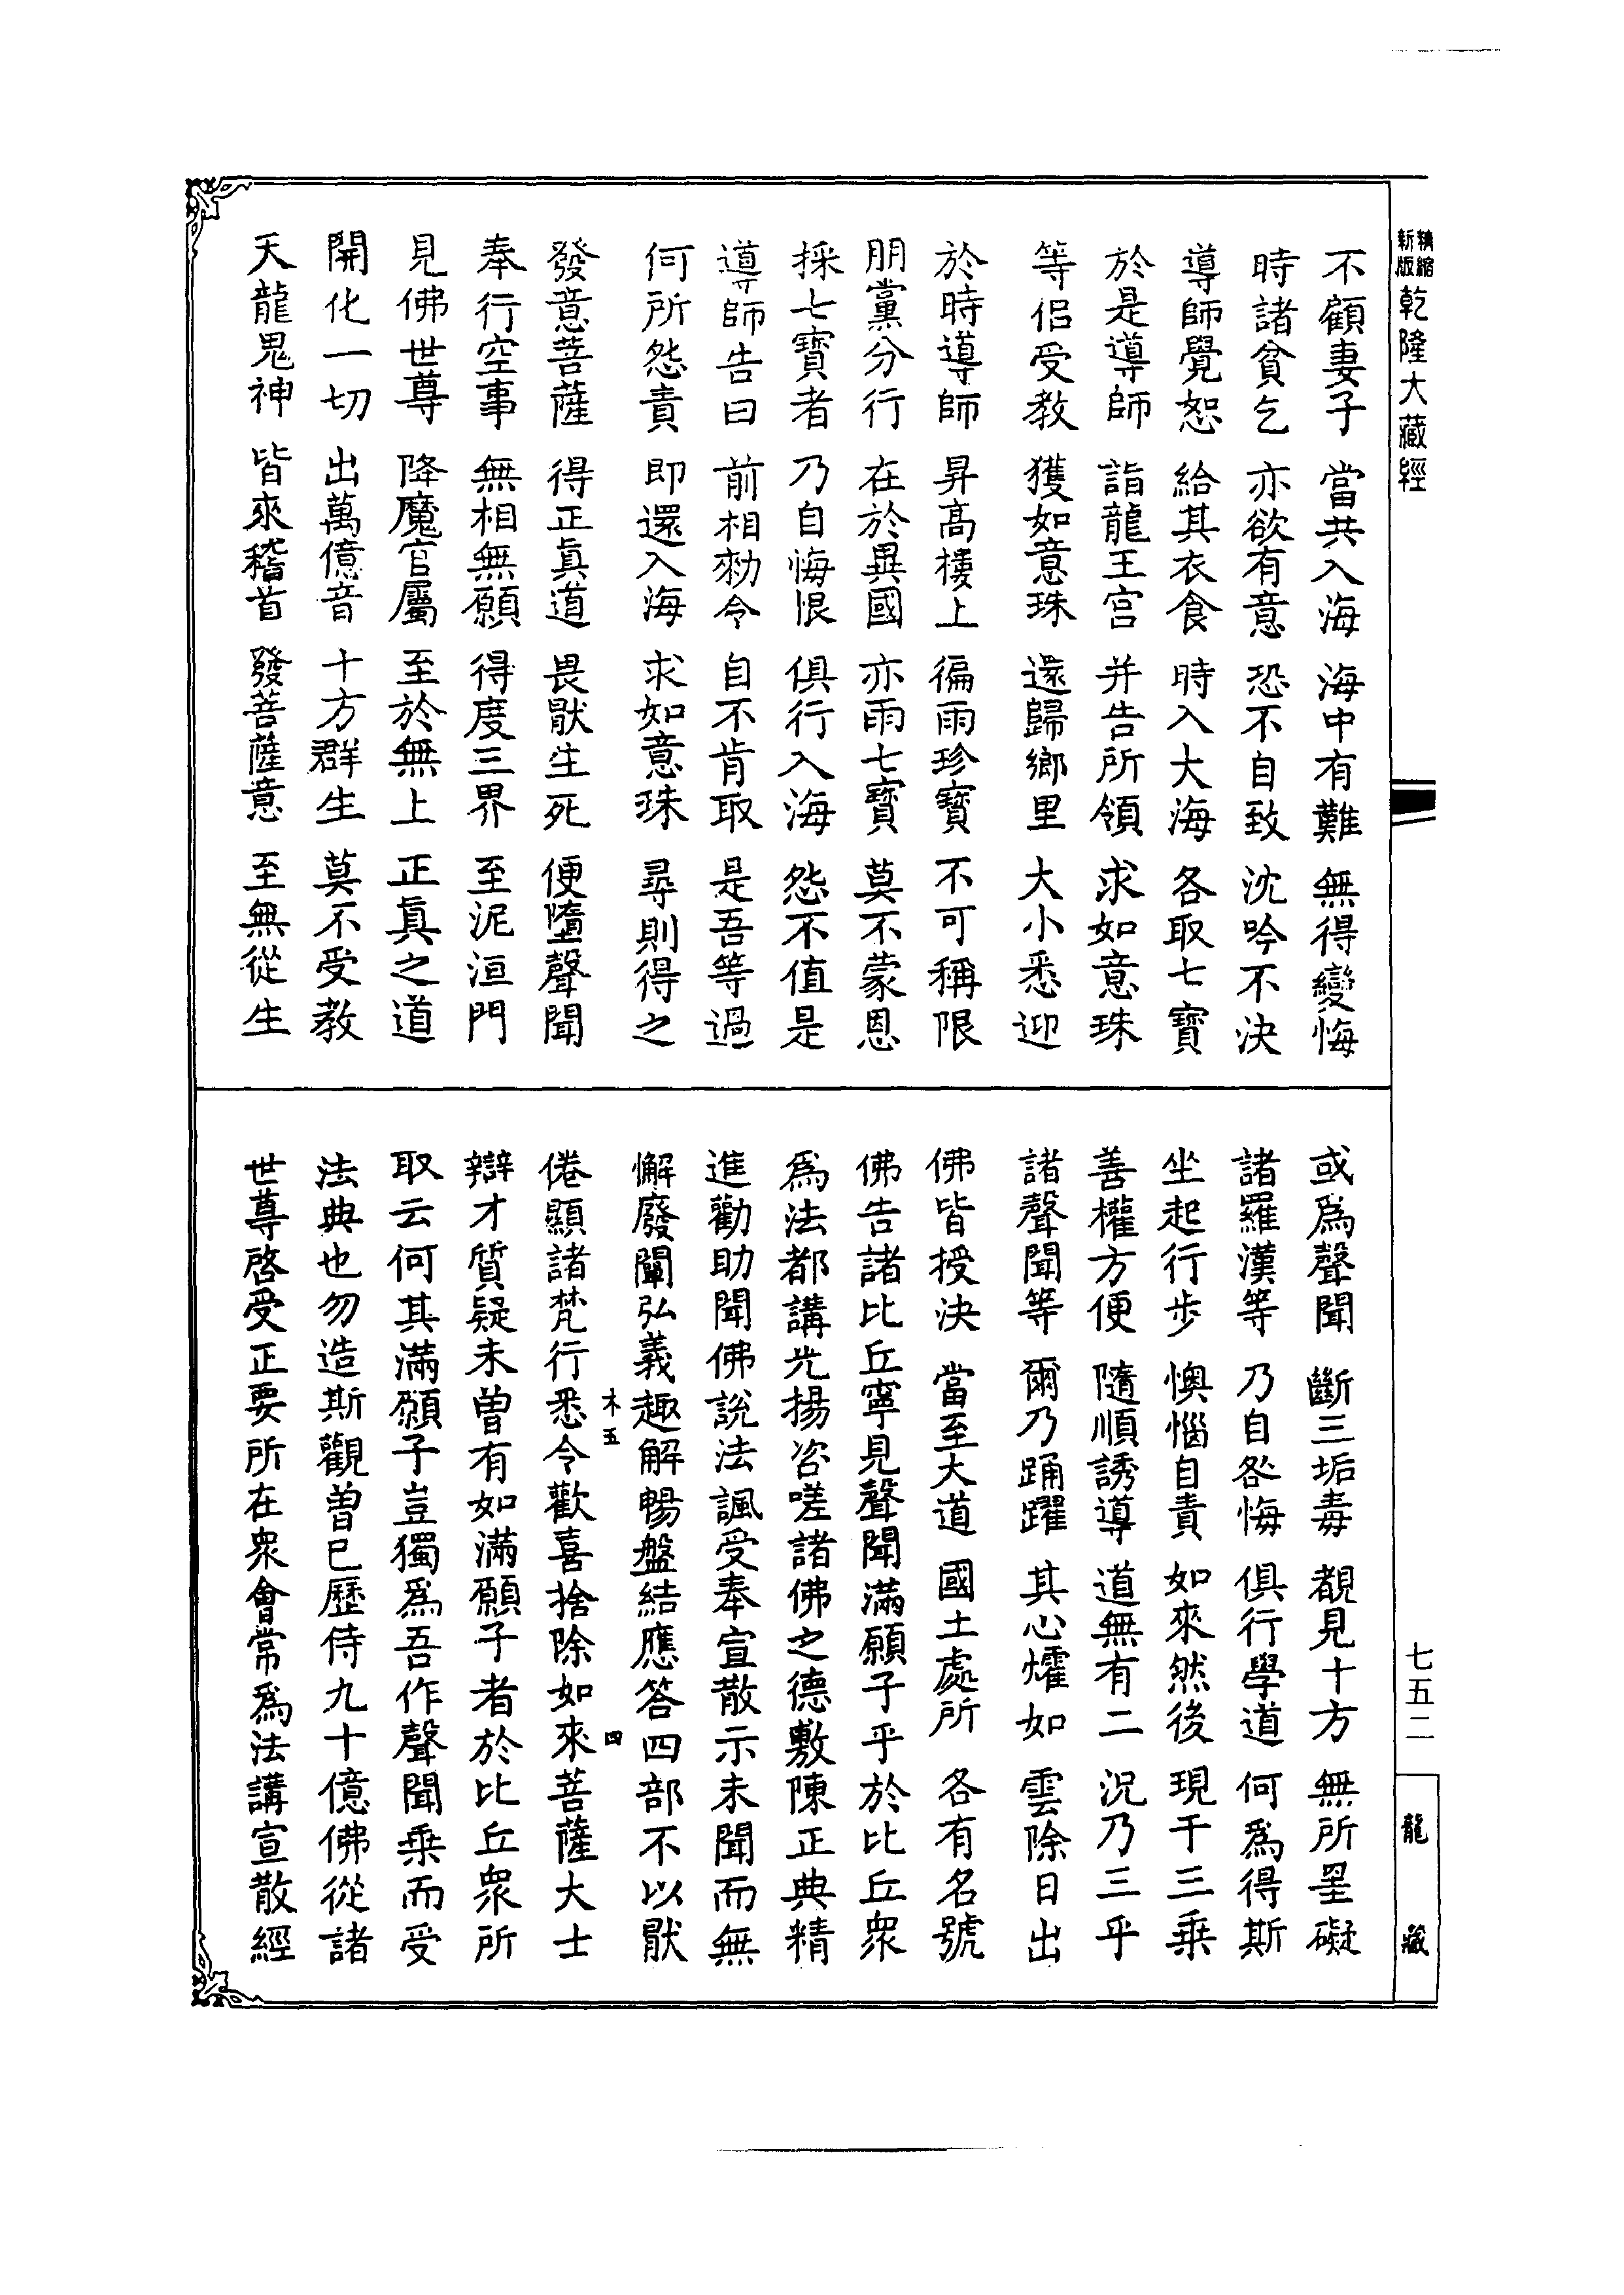 精縮新版乾隆大藏經
不顧妻子 當共入海 海中有難 無得變悔
時諸貧乞 亦欲有意 恐不自致 沈吟不決
導師覺恕 給其衣食 時入大海 各取七寶
於是導師 詣龍王宮 并告所領 求如意珠
等侶受教 獲如意珠 還歸鄉里 大小悉迎
於時導師 昇高樓上 徧雨珍寶 不可稱限
朋黨分行 在於異國 亦雨七寶 莫不蒙恩
採七寶者 乃自悔恨 俱行入海 怨不值是
導師告曰 前相勑令 自不肯取 是吾等過
何所怨責 即還入海 求如意珠 尋則得之
發意菩薩 得正眞道 畏猒生死 便墮聲聞
奉行空事 無相無願 得度三界 至泥洹門
見佛世尊 降魔官屬 至於無上 正眞之道
開化一切 出萬億音 十方群生 莫不受教
天龍鬼神 皆來稽首 發菩薩意 至無從生
或爲聲聞 斷三垢毒 覩見十方 無所罣礙
諸羅漢等 乃自咎悔 俱行學道 何爲得斯
坐起行步 懊惱自責 如來然後 現于三乗
善權方便 隨順誘導 道無有二 況乃三乎
諸聲聞等 爾乃踊躍 其心燿如 雲除日出
佛皆授決 當至大道 國土處所 各有名號
佛告諸比丘寧見聲聞滿願子乎於比丘衆
爲法都講光揚咨嗟諸佛之德敷陳正典精
進勸助聞佛說法諷受奉宣散示未聞而無
懈廢闡弘義趣解暢盤結應答四部不以猒
倦顯諸梵行悉令歡喜捨除如來菩薩大士
辯才質疑未曾有如滿願子者於比丘衆所
取云何其滿願子豈獨爲吾作聲聞乗而受
法典也勿造斯觀曾已歷侍九十億佛從諸
世尊啓受正要所在衆會常爲法講宣散經
木五
四
七五二
龍藏